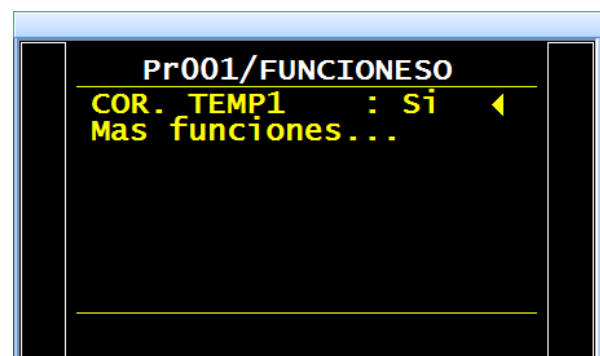 Pr001/FUNCIONESO
COR. TEMP1 : Si
Mas funciones...